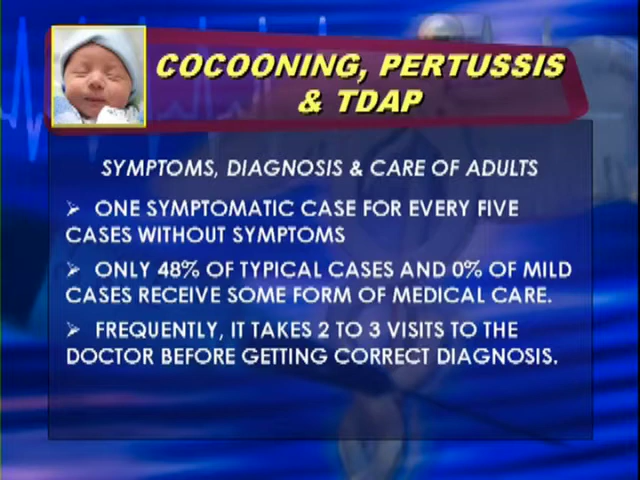 COCOONING, PERTUSSIS
& TDAP
SYMPTOMS, DIAGNOSIS & CARE OF ADULTS
➢ ONE SYMPTOMATIC CASE FOR EVERY FIVE
CASES WITHOUT SYMPTOMS
➢ ONLY 48% OF TYPICAL CASES AND 0% OF MILD
CASES RECEIVE SOME FORM OF MEDICAL CARE.
➢ FREQUENTLY, IT TAKES 2 TO 3 VISITS TO THE
DOCTOR BEFORE GETTING CORRECT DIAGNOSIS.